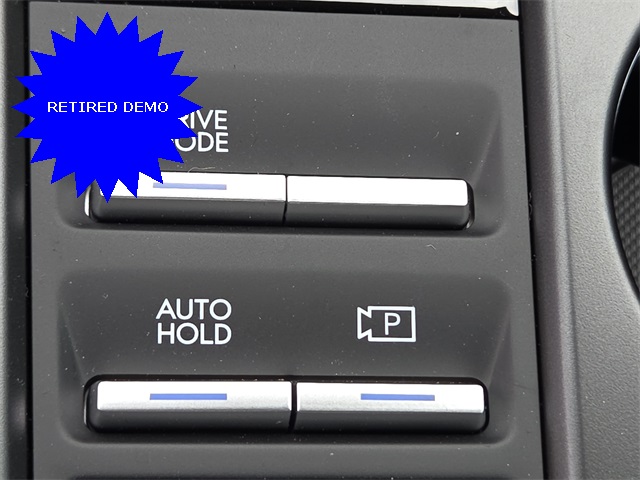 RETIRED DEMO
RIVE
ODE
AUTO
HOLD
P